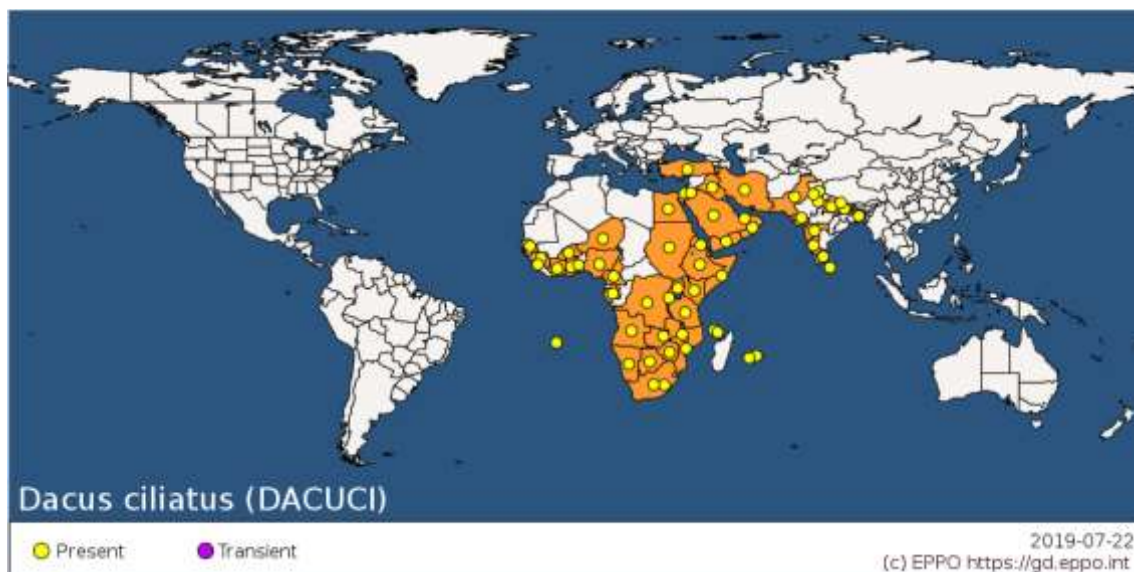 Dacus ciliatus (DACUCI)
Present
Transient
2019-07-22
(c) EPPO https://gd.eppo.int